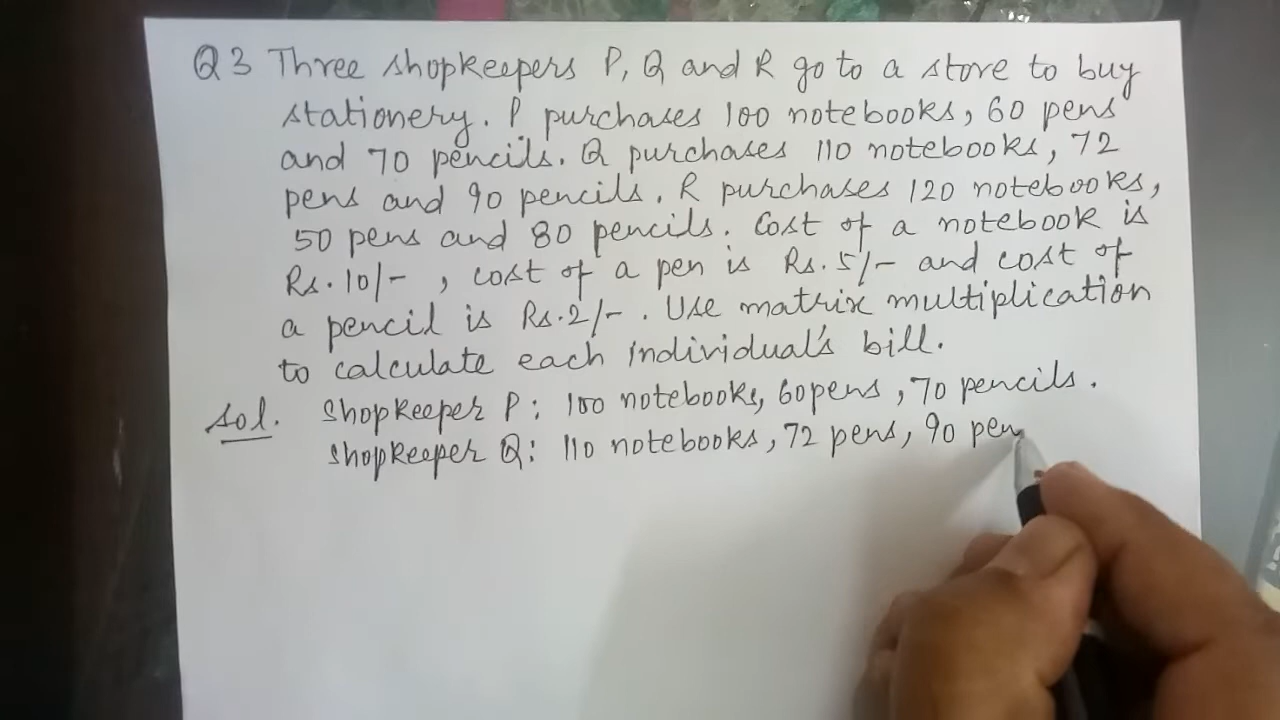 Q3 Three shopkeepers P, Q and R go to a store to buy
stationery. P purchases 100 notebooks, 60 pens
and 70 pencils. Q purchases 110 notebooks, 72
pens and 90 pencils. R purchases 120 notebooks,
50 pens and 80 pencils. Cost of a notebook is
Rs. 10/- , cost of a pen is Rs. 5/- and cost of
a pencil is Rs. 2/- . Use matrix multiplication
to calculate each individual's bill.
Sol. Shopkeeper P: 100 notebooks, 60 pens, 70 pencils.
Shopkeeper Q: 110 notebooks, 72 pens, 90 pen